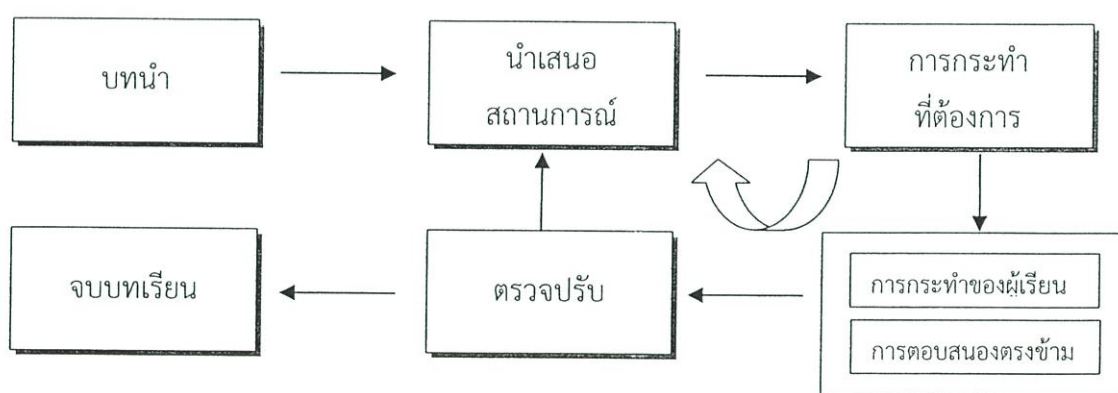 บทนำ
นำเสนอ
สถานการณ์
การกระทำ
ที่ต้องการ
จบบทเรียน
ตรวจปรับ
การกระทำของผู้เรียน
การตอบสนองตรงข้าม